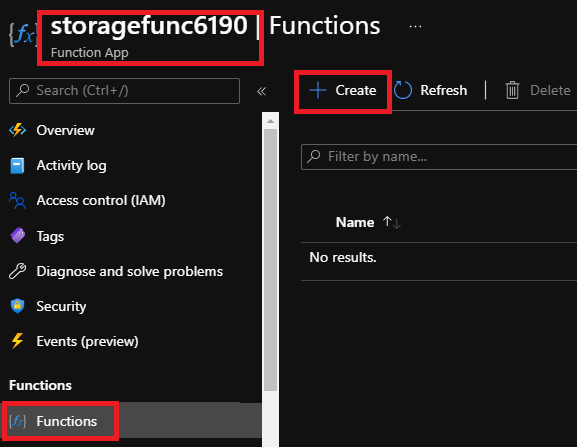 storagefunc6190 | Functions ...
Function App
Search (Ctrl+/) «
+ Create Refresh | Delete
Overview
Activity log
Filter by name...
Access control (IAM)
Name ↑↓
Tags
No results.
Diagnose and solve problems
Security
Events (preview)
Functions
Functions